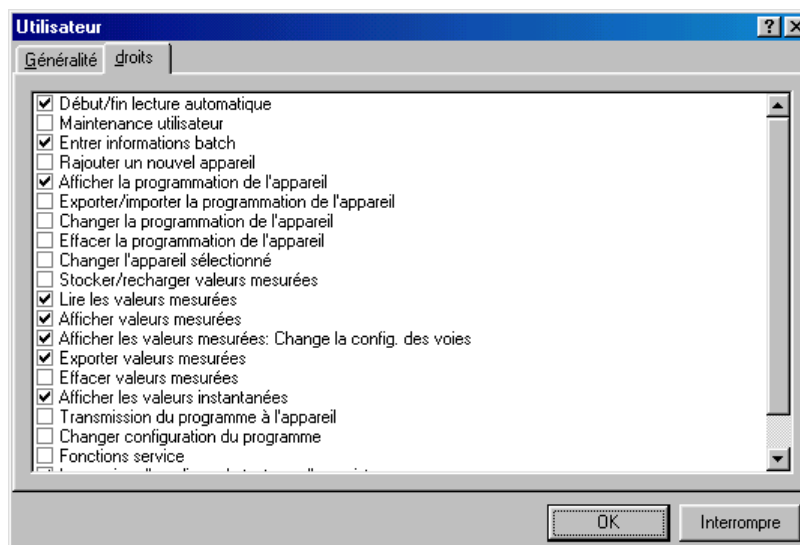 Utilisateur
Généralité droits
Début/fin lecture automatique
Maintenance utilisateur
Entrer informations batch
Rajouter un nouvel appareil
Afficher la programmation de l'appareil
Exporter/importer la programmation de l'appareil
Changer la programmation de l'appareil
Effacer la programmation de l'appareil
Changer l'appareil sélectionné
Stocker/recharger valeurs mesurées
Lire les valeurs mesurées
Afficher valeurs mesurées
Afficher les valeurs mesurées: Change la config. des voies
Exporter valeurs mesurées
Effacer valeurs mesurées
Afficher les valeurs instantanées
Transmission du programme à l'appareil
Changer configuration du programme
Fonctions service
OK Interrompre